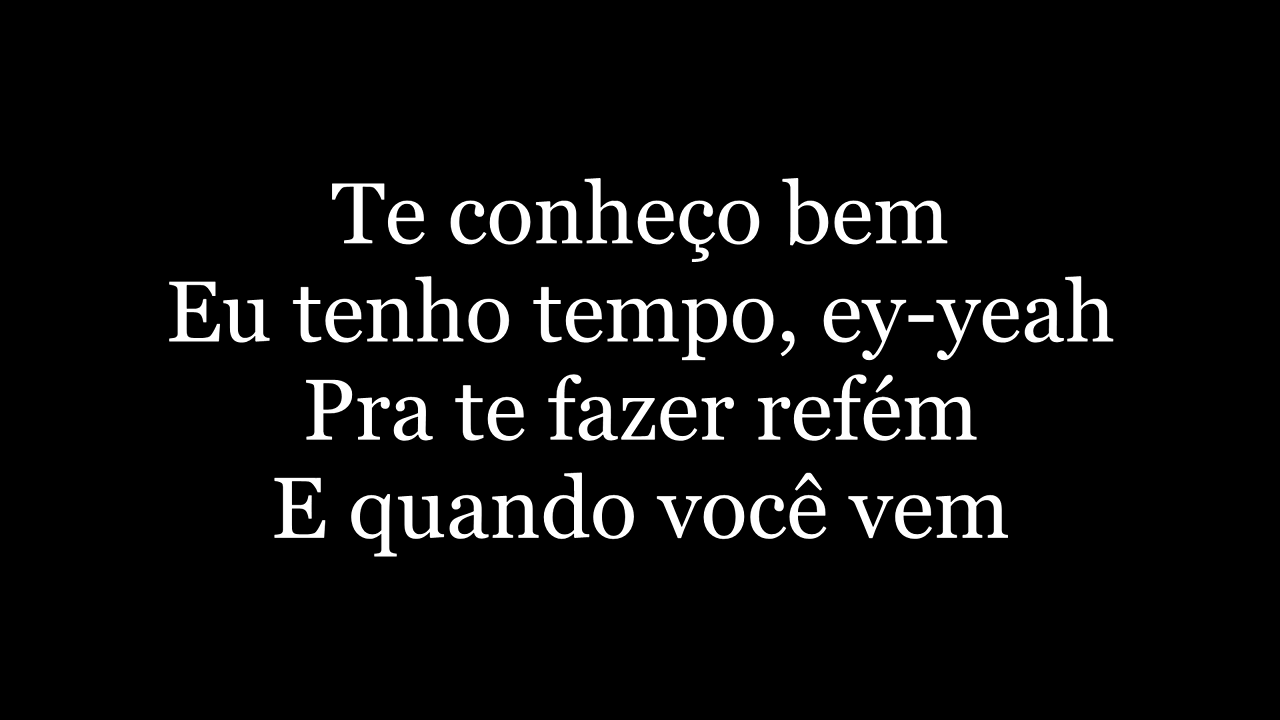 Te conheço bem
Eu tenho tempo, ey-yeah
Pra te fazer refém
E quando você vem